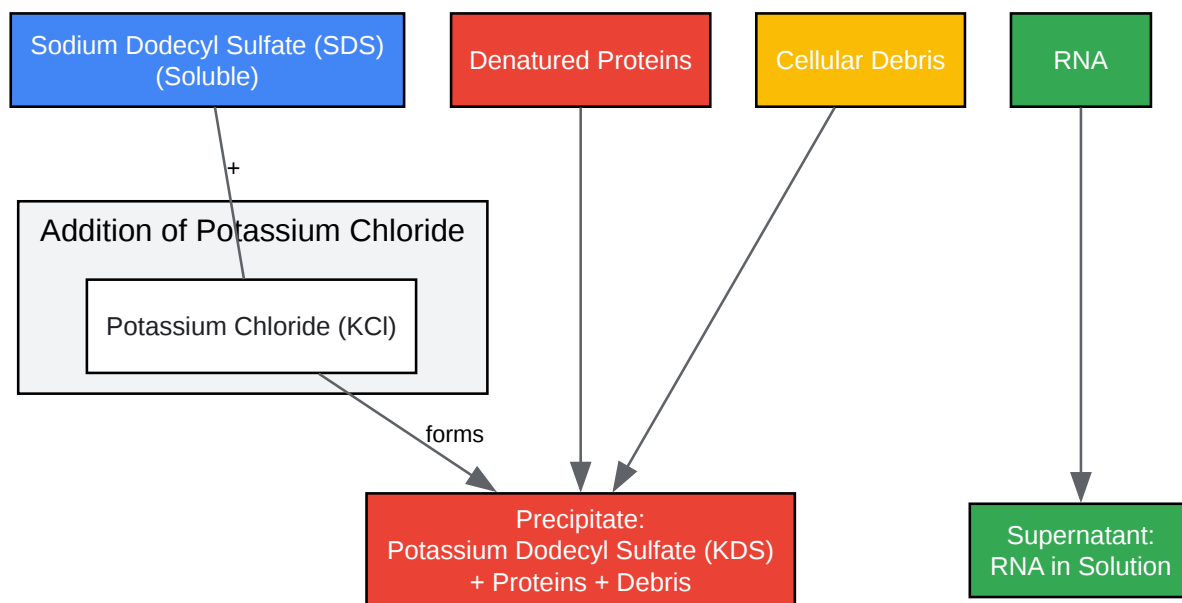 Sodium Dodecyl Sulfate (SDS)
(Soluble)
Denatured Proteins
Cellular Debris
RNA
+
Addition of Potassium Chloride
Potassium Chloride (KCl)
forms
Precipitate:
Potassium Dodecyl Sulfate (KDS)
+ Proteins + Debris
Supernatant:
RNA in Solution